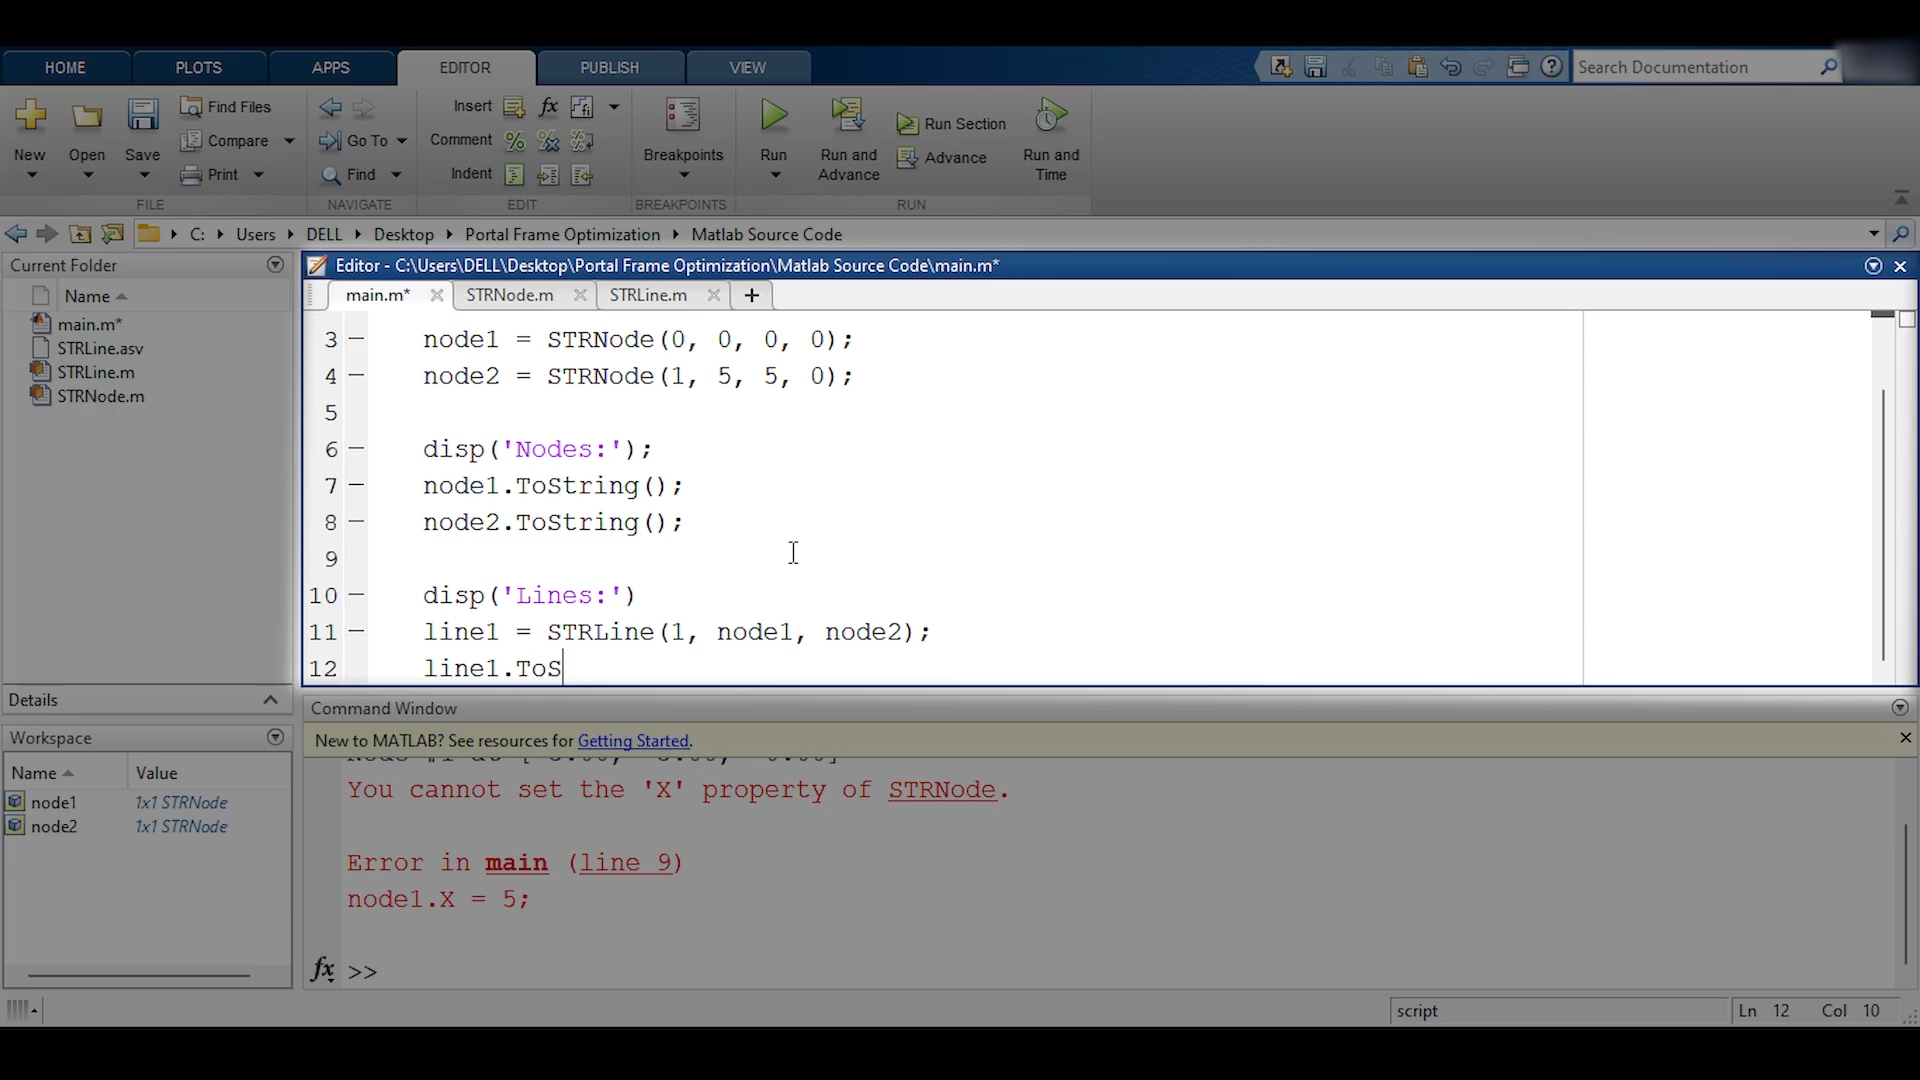 HOME PLOTS APPS EDITOR PUBLISH VIEW Search Documentation
New Open Save Find Files Compare Print
FILE
Go To Find
NAVIGATE
Insert fx
Comment
Indent
EDIT
Breakpoints
BREAKPOINTS
Run Run and Advance Run Section Advance Run and Time
RUN
C: Users DELL Desktop Portal Frame Optimization Matlab Source Code
Current Folder
Name
main.m*
STRLine.asv
STRLine.m
STRNode.m
Details
Workspace
Name Value
node1 1x1 STRNode
node2 1x1 STRNode
Editor - C:\Users\DELL\Desktop\Portal Frame Optimization\Matlab Source Code\main.m*
main.m* STRNode.m STRLine.m +
3 – node1 = STRNode(0, 0, 0, 0);
4 – node2 = STRNode(1, 5, 5, 0);
5
6 – disp('Nodes:');
7 – node1.ToString();
8 – node2.ToString();
9
10 – disp('Lines:')
11 – line1 = STRLine(1, node1, node2);
12 line1.ToS
Command Window
New to MATLAB? See resources for Getting Started.
You cannot set the 'X' property of STRNode.
Error in main (line 9)
node1.X = 5;
fx >>
script Ln 12 Col 10